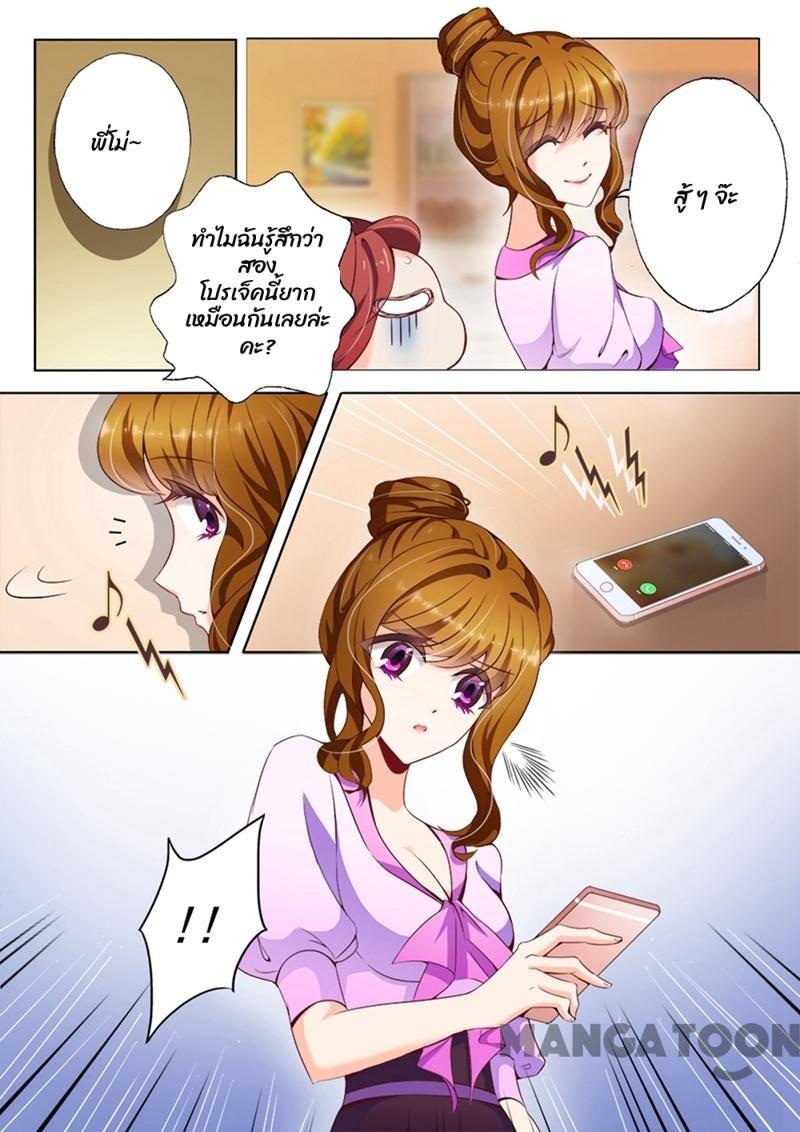 พี่โม่~
สู้ ๆ จ๊ะ
ทำไมฉันรู้สึกว่า
สอง
โปรเจ็คนี้ยาก
เหมือนกันเลยล่ะ
คะ?
!!
MANGATOON